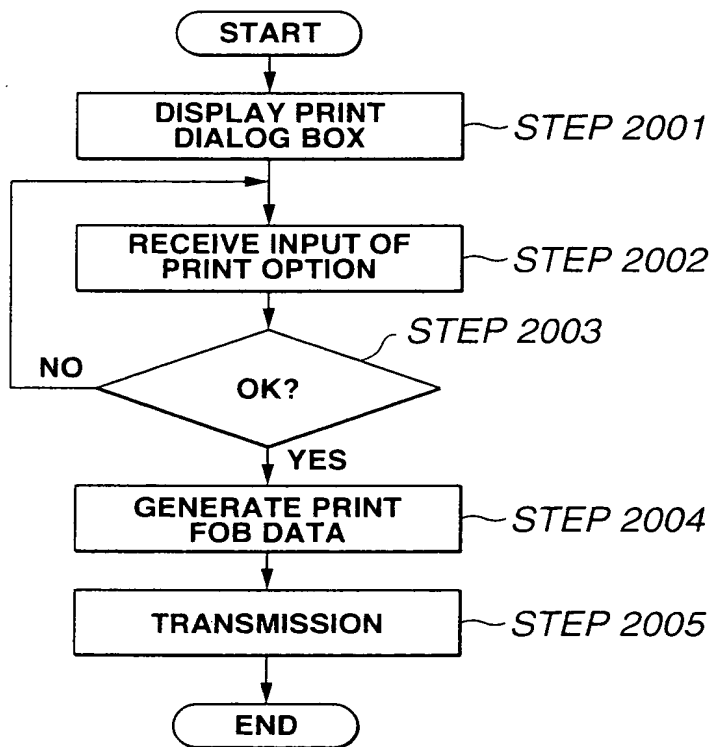 START
DISPLAY PRINT
DIALOG BOX
STEP 2001
RECEIVE INPUT OF
PRINT OPTION
STEP 2002
STEP 2003
NO
OK?
YES
GENERATE PRINT
FOB DATA
STEP 2004
TRANSMISSION
STEP 2005
END